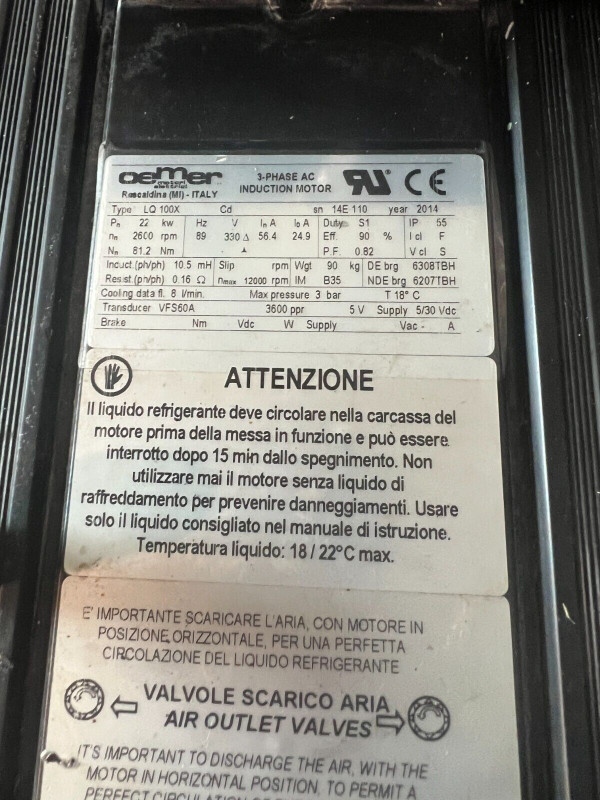 oemer
motori
elettrici
Rescaldina (MI) - ITALY
3-PHASE AC
INDUCTION MOTOR
RU CE
Type LQ 100X Cd sn 14E 110 year 2014
Pn 22 kw Hz V In A I0 A Duty S1 IP 55
nn 2600 rpm 89 330 Δ 56.4 24.9 Eff. 90 % I cl F
Nn 81.2 Nm P.F. 0.82 V cl S
Induct.(ph/ph) 10.5 mH Slip rpm Wgt 90 kg DE brg 6308TBH
Resist.(ph/ph) 0.16 Ω nmax 12000 rpm IM B35 NDE brg 6207TBH
Cooling data fl. 8 l/min. Max pressure 3 bar T 18° C
Transducer VFS60A 3600 ppr 5 V Supply 5/30 Vdc
Brake Nm Vdc W Supply Vac - A
ATTENZIONE
Il liquido refrigerante deve circolare nella carcassa del
motore prima della messa in funzione e può essere
interrotto dopo 15 min dallo spegnimento. Non
utilizzare mai il motore senza liquido di
raffreddamento per prevenire danneggiamenti. Usare
solo il liquido consigliato nel manuale di istruzione.
Temperatura liquido: 18 / 22°C max.
E' IMPORTANTE SCARICARE L'ARIA, CON MOTORE IN
POSIZIONE ORIZZONTALE, PER UNA PERFETTA
CIRCOLAZIONE DEL LIQUIDO REFRIGERANTE
VALVOLE SCARICO ARIA
AIR OUTLET VALVES
IT'S IMPORTANT TO DISCHARGE THE AIR, WITH THE
MOTOR IN HORIZONTAL POSITION, TO PERMIT A
PERFECT